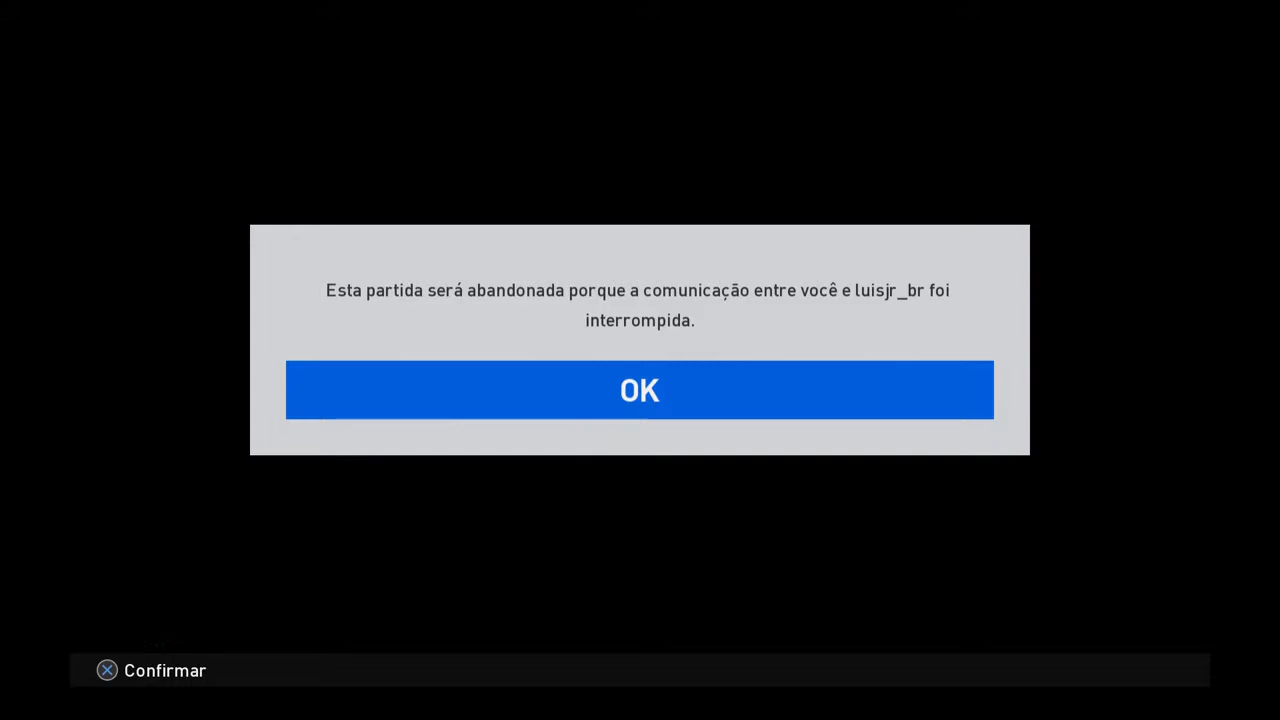 Esta partida será abandonada porque a comunicação entre você e luisjr_br foi
interrompida.
OK
Confirmar